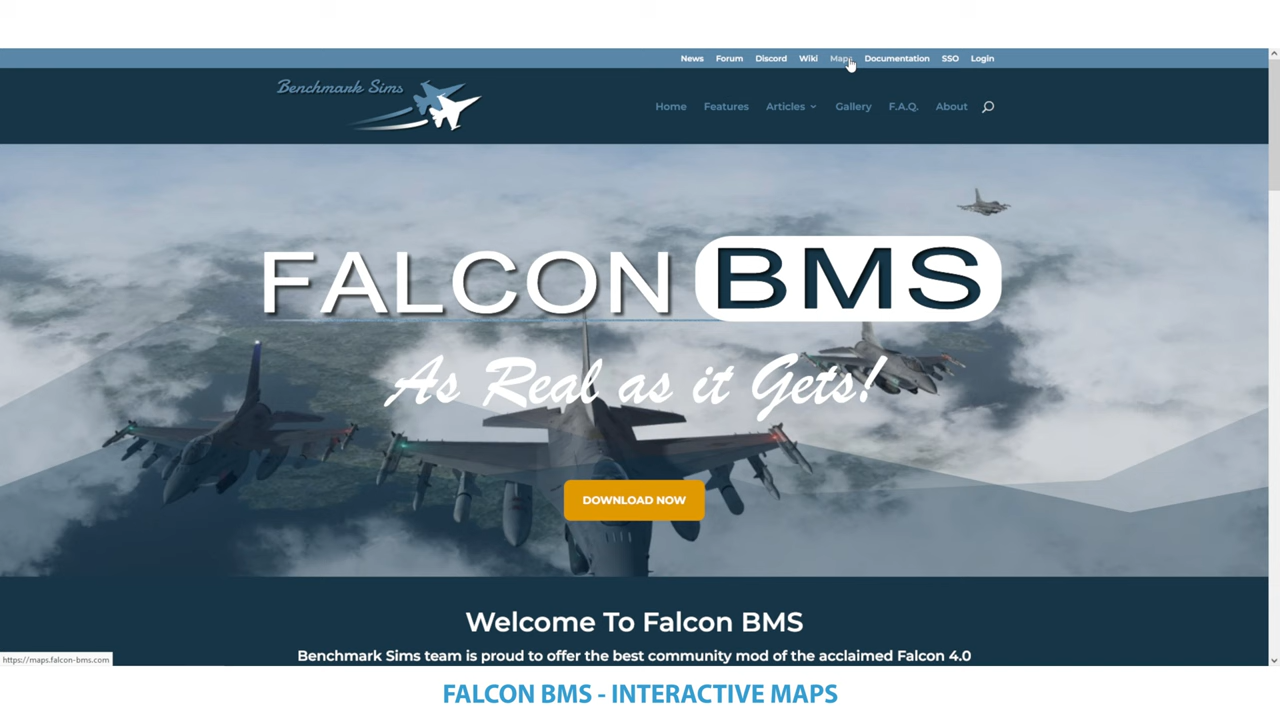 News Forum Discord Wiki Maps Documentation SSO Login
Benchmark Sims
Home Features Articles Gallery F.A.Q. About
FALCON BMS
As Real as it Gets!
DOWNLOAD NOW
Welcome To Falcon BMS
Benchmark Sims team is proud to offer the best community mod of the acclaimed Falcon 4.0
https://maps.falcon-bms.com
FALCON BMS - INTERACTIVE MAPS